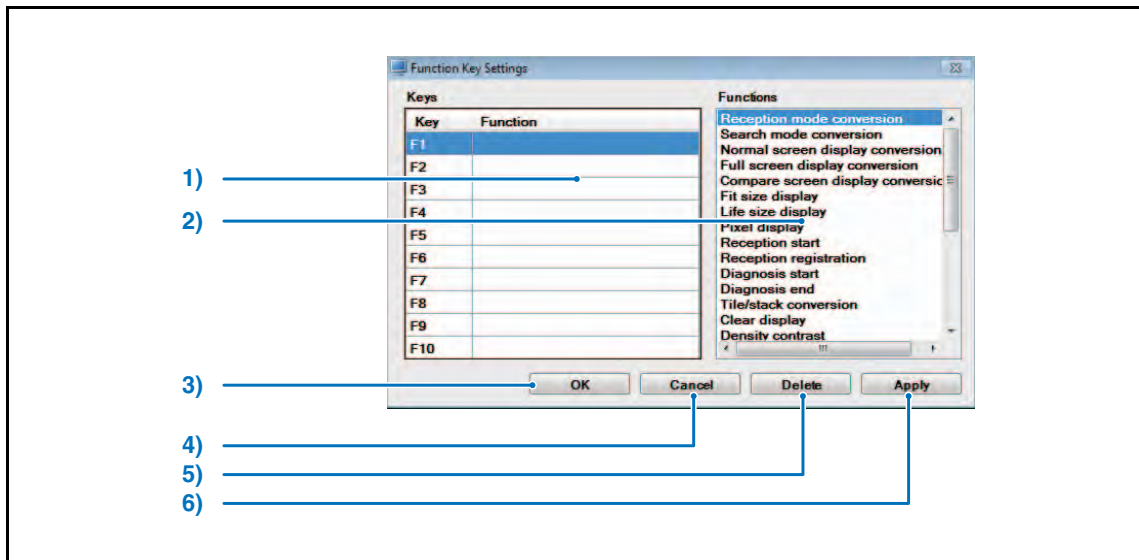 Function Key Settings
Keys
Functions
Key Function
F1
F2
F3
F4
F5
F6
F7
F8
F9
F10
Reception mode conversion
Search mode conversion
Normal screen display conversion
Full screen display conversion
Compare screen display conversic
Fit size display
Life size display
Pixel display
Reception start
Reception registration
Diagnosis start
Diagnosis end
Tile/stack conversion
Clear display
Density contrast
OK Cancel Delete Apply
1)
2)
3)
4)
5)
6)